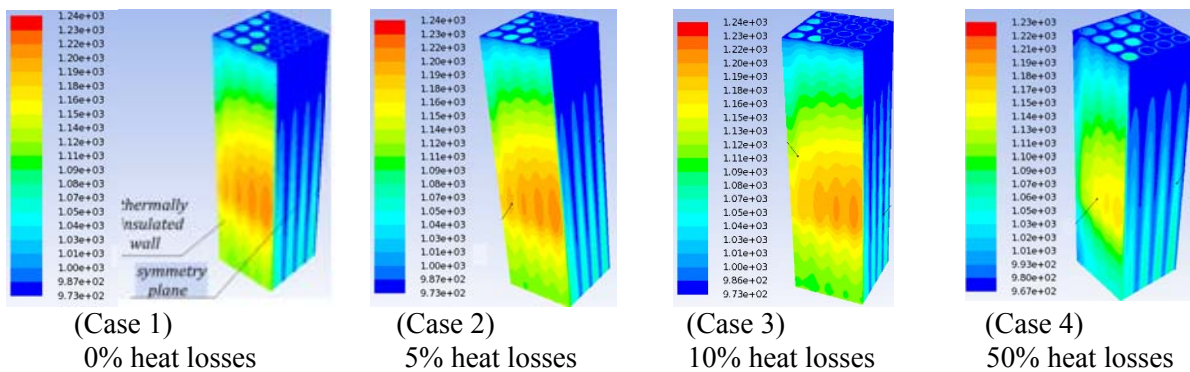 1.24e+03
1.23e+03
1.22e+03
1.20e+03
1.19e+03
1.18e+03
1.16e+03
1.15e+03
1.14e+03
1.12e+03
1.11e+03
1.09e+03
1.08e+03
1.07e+03
1.05e+03
1.04e+03
1.03e+03
1.01e+03
1.00e+03
9.87e+02
9.73e+02
thermally
insulated
wall
symmetry
plane
(Case 1)
0% heat losses
1.24e+03
1.23e+03
1.22e+03
1.20e+03
1.19e+03
1.18e+03
1.16e+03
1.15e+03
1.14e+03
1.12e+03
1.11e+03
1.09e+03
1.08e+03
1.07e+03
1.05e+03
1.04e+03
1.03e+03
1.01e+03
1.00e+03
9.87e+02
9.73e+02
(Case 2)
5% heat losses
1.24e+03
1.23e+03
1.22e+03
1.20e+03
1.19e+03
1.18e+03
1.16e+03
1.15e+03
1.13e+03
1.12e+03
1.11e+03
1.09e+03
1.08e+03
1.07e+03
1.05e+03
1.04e+03
1.03e+03
1.01e+03
1.00e+03
9.86e+02
9.73e+02
(Case 3)
10% heat losses
1.23e+03
1.22e+03
1.20e+03
1.19e+03
1.18e+03
1.16e+03
1.15e+03
1.14e+03
1.13e+03
1.11e+03
1.10e+03
1.09e+03
1.07e+03
1.06e+03
1.05e+03
1.03e+03
1.02e+03
1.01e+03
9.93e+02
9.80e+02
9.67e+02
(Case 4)
50% heat losses